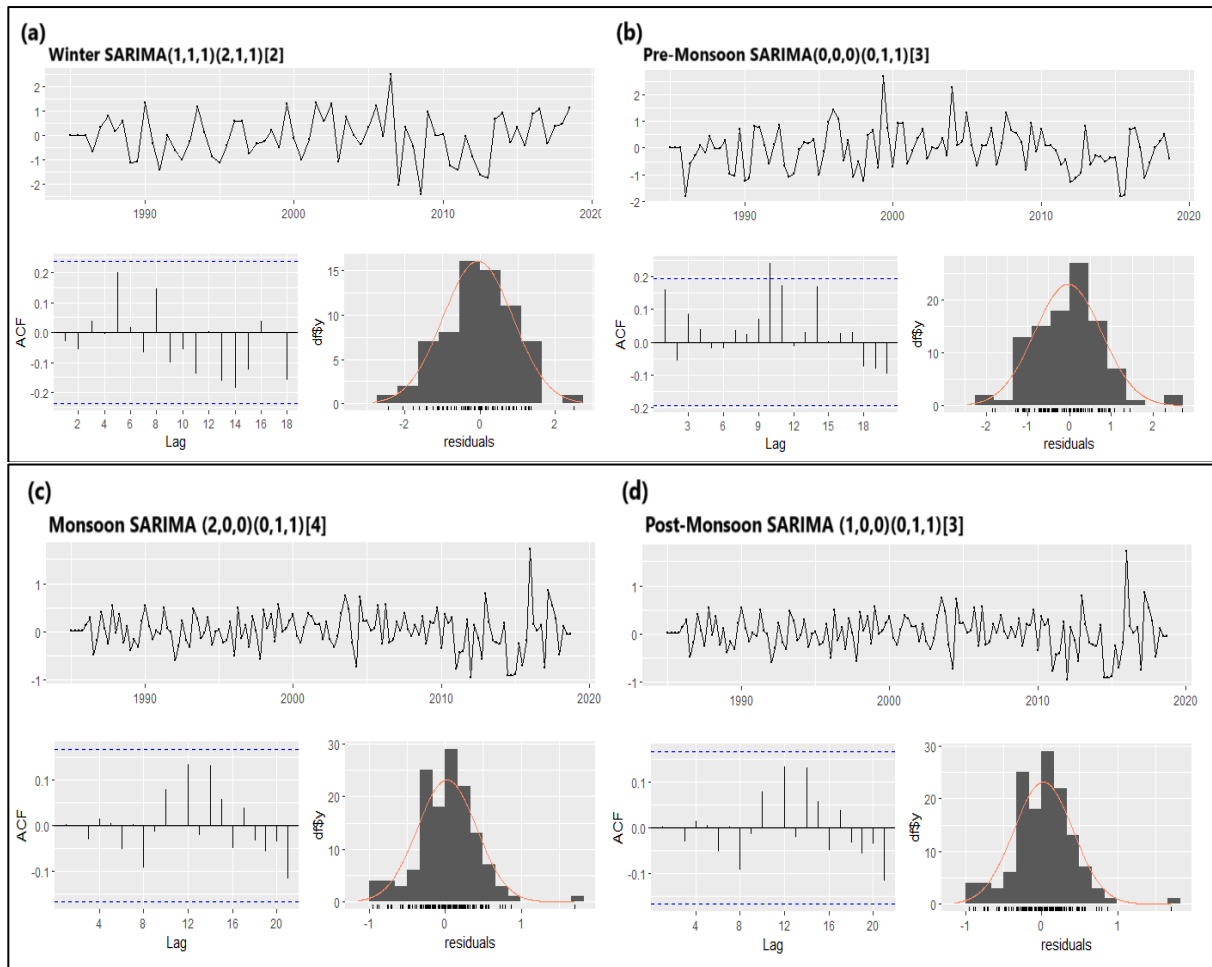 (a)
Winter SARIMA(1,1,1)(2,1,1)[2]
2
1
0
-1
-2
1990
2000
2010
2020
ACF
0.2
0.1
0.0
-0.1
-0.2
2 4 6 8 10 12 14 16 18
Lag
df$y
15
10
5
0
-2 0 2
residuals
(b)
Pre-Monsoon SARIMA(0,0,0)(0,1,1)[3]
2
1
0
-1
-2
1990
2000
2010
2020
ACF
0.2
0.1
0.0
-0.1
-0.2
3 6 9 12 15 18
Lag
df$y
20
10
0
-2 -1 0 1 2
residuals
(c)
Monsoon SARIMA (2,0,0)(0,1,1)[4]
1
0
-1
1990
2000
2010
2020
ACF
0.1
0.0
-0.1
4 8 12 16 20
Lag
df$y
30
20
10
0
-1 0 1
residuals
(d)
Post-Monsoon SARIMA (1,0,0)(0,1,1)[3]
1
0
-1
1990
2000
2010
2020
ACF
0.1
0.0
-0.1
4 8 12 16 20
Lag
df$y
30
20
10
0
-1 0 1
residuals